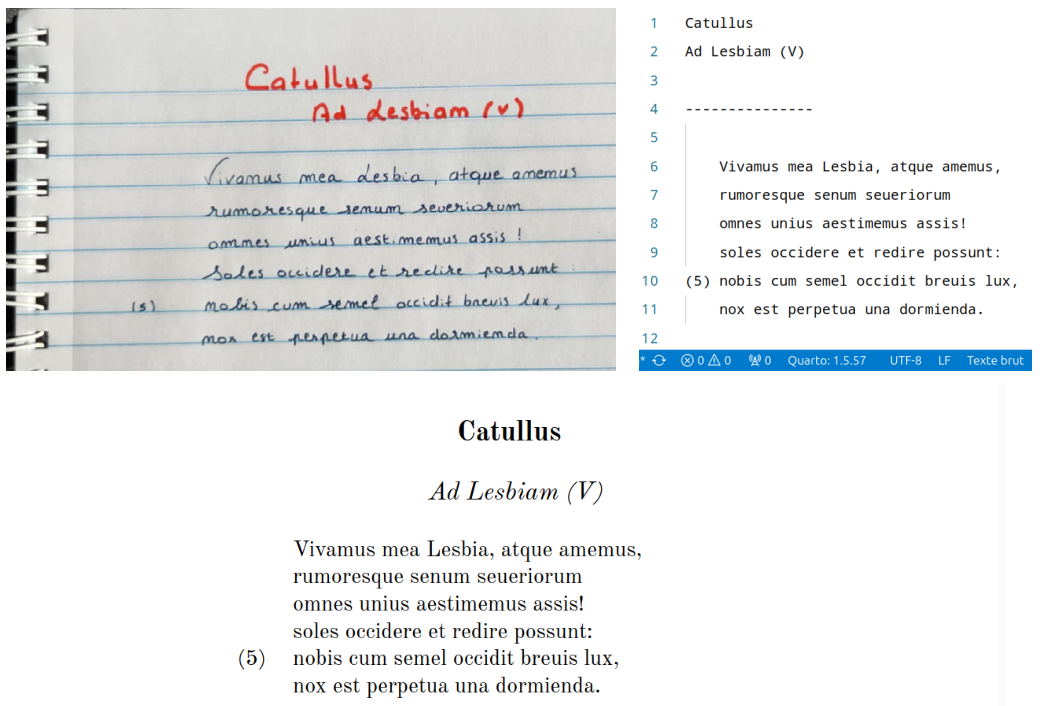 Catullus
Ad Lesbiam (V)
Vivamus mea Lesbia, atque amemus
rumoresque senum severiorum
omnes unius aestimemus assis !
Soles occidere et redire possunt :
(5) nobis cum semel occidit brevis lux,
nox est perpetua una dormienda.
1 Catullus
2 Ad Lesbiam (V)
3
4 ---------------
5
6 Vivamus mea Lesbia, atque amemus,
7 rumoresque senum seueriorum
8 omnes unius aestimemus assis!
9 soles occidere et redire possunt:
10 (5) nobis cum semel occidit breuis lux,
11 nox est perpetua una dormienda.
12
* 0 0 0 Quarto: 1.5.57 UTF-8 LF Texte brut
Catullus
Ad Lesbiam (V)
Vivamus mea Lesbia, atque amemus,
rumoresque senum seueriorum
omnes unius aestimemus assis!
soles occidere et redire possunt:
(5) nobis cum semel occidit breuis lux,
nox est perpetua una dormienda.